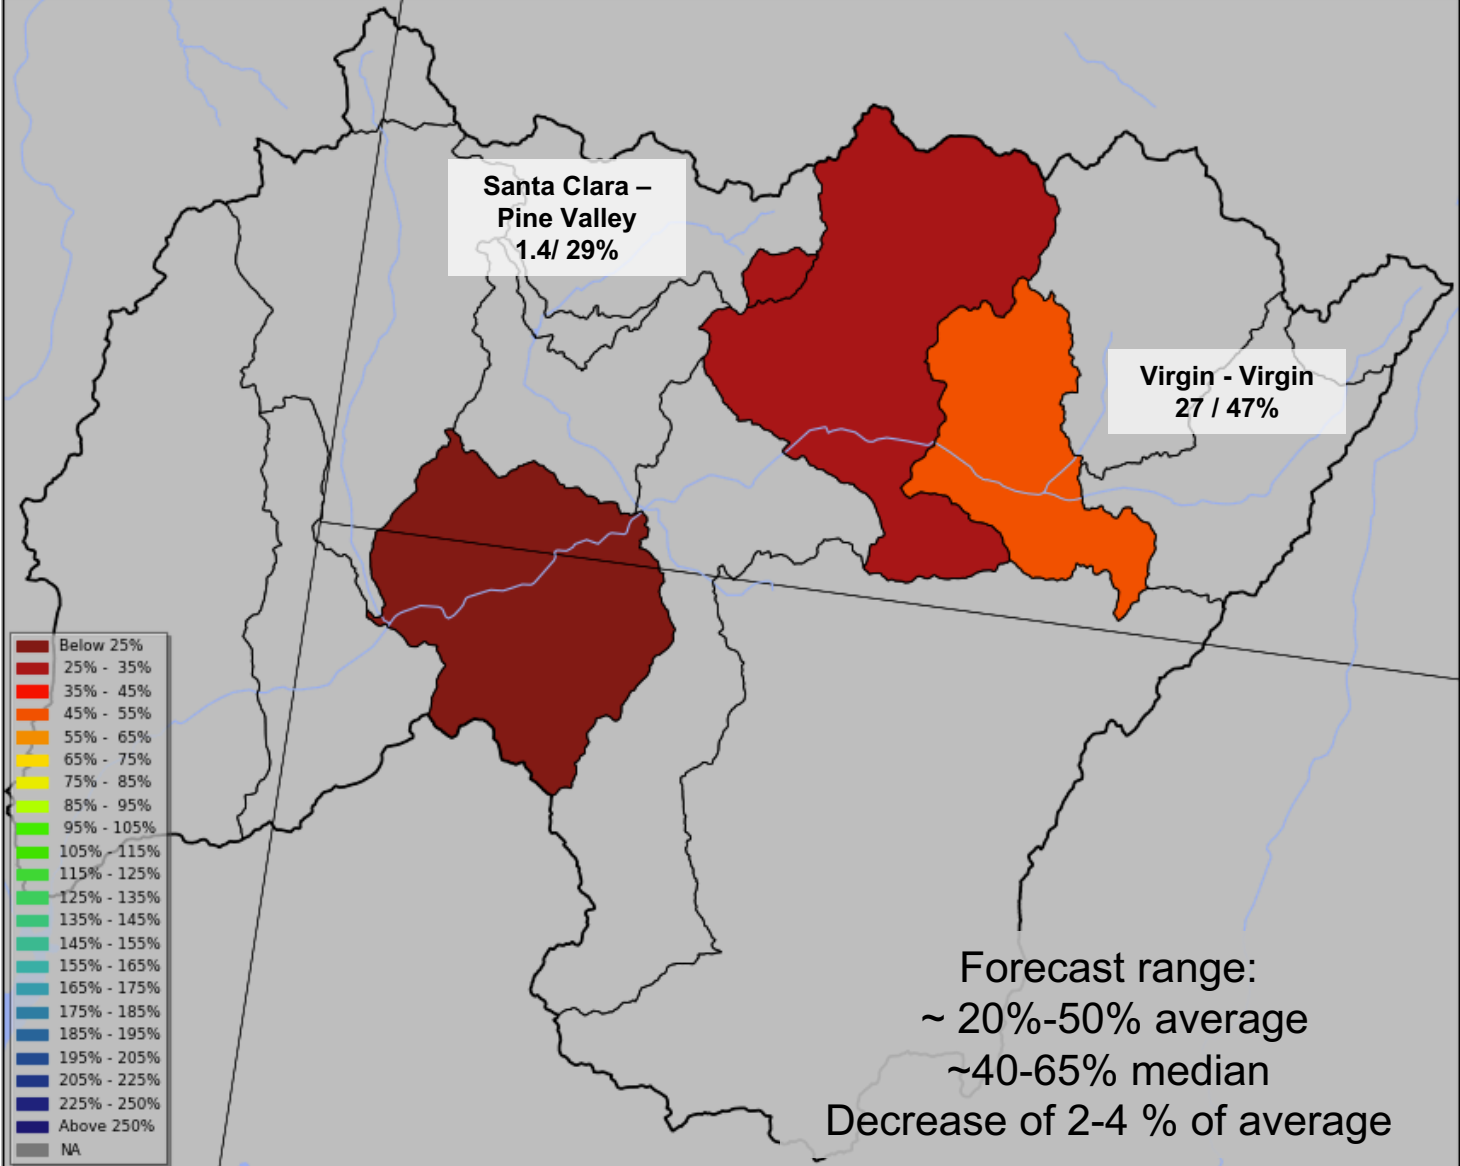 Santa Clara –
Pine Valley
1.4/ 29%
Virgin - Virgin
27 / 47%
Below 25%
25% - 35%
35% - 45%
45% - 55%
55% - 65%
65% - 75%
75% - 85%
85% - 95%
95% - 105%
105% - 115%
115% - 125%
125% - 135%
135% - 145%
145% - 155%
155% - 165%
165% - 175%
175% - 185%
185% - 195%
195% - 205%
205% - 225%
225% - 250%
Above 250%
NA
Forecast range:
~ 20%-50% average
~40-65% median
Decrease of 2-4 % of average